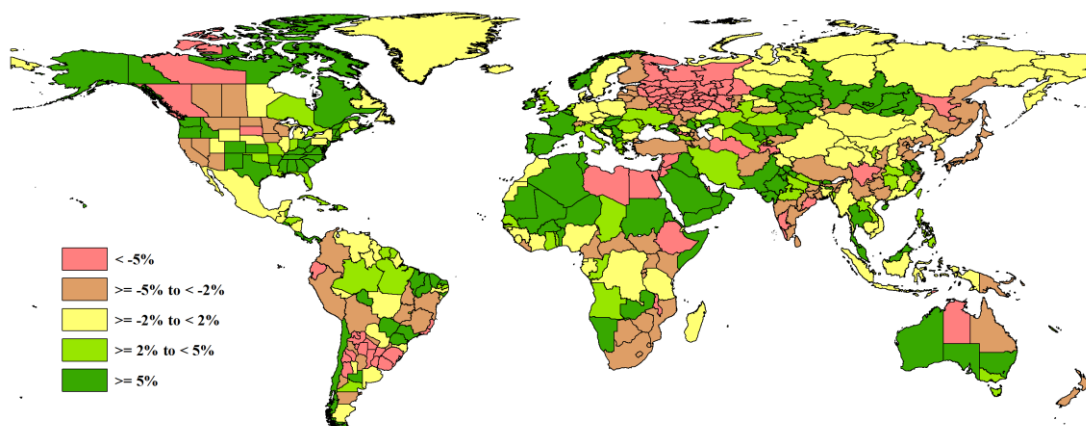 < -5%
>= -5% to < -2%
>= -2% to < 2%
>= 2% to < 5%
>= 5%